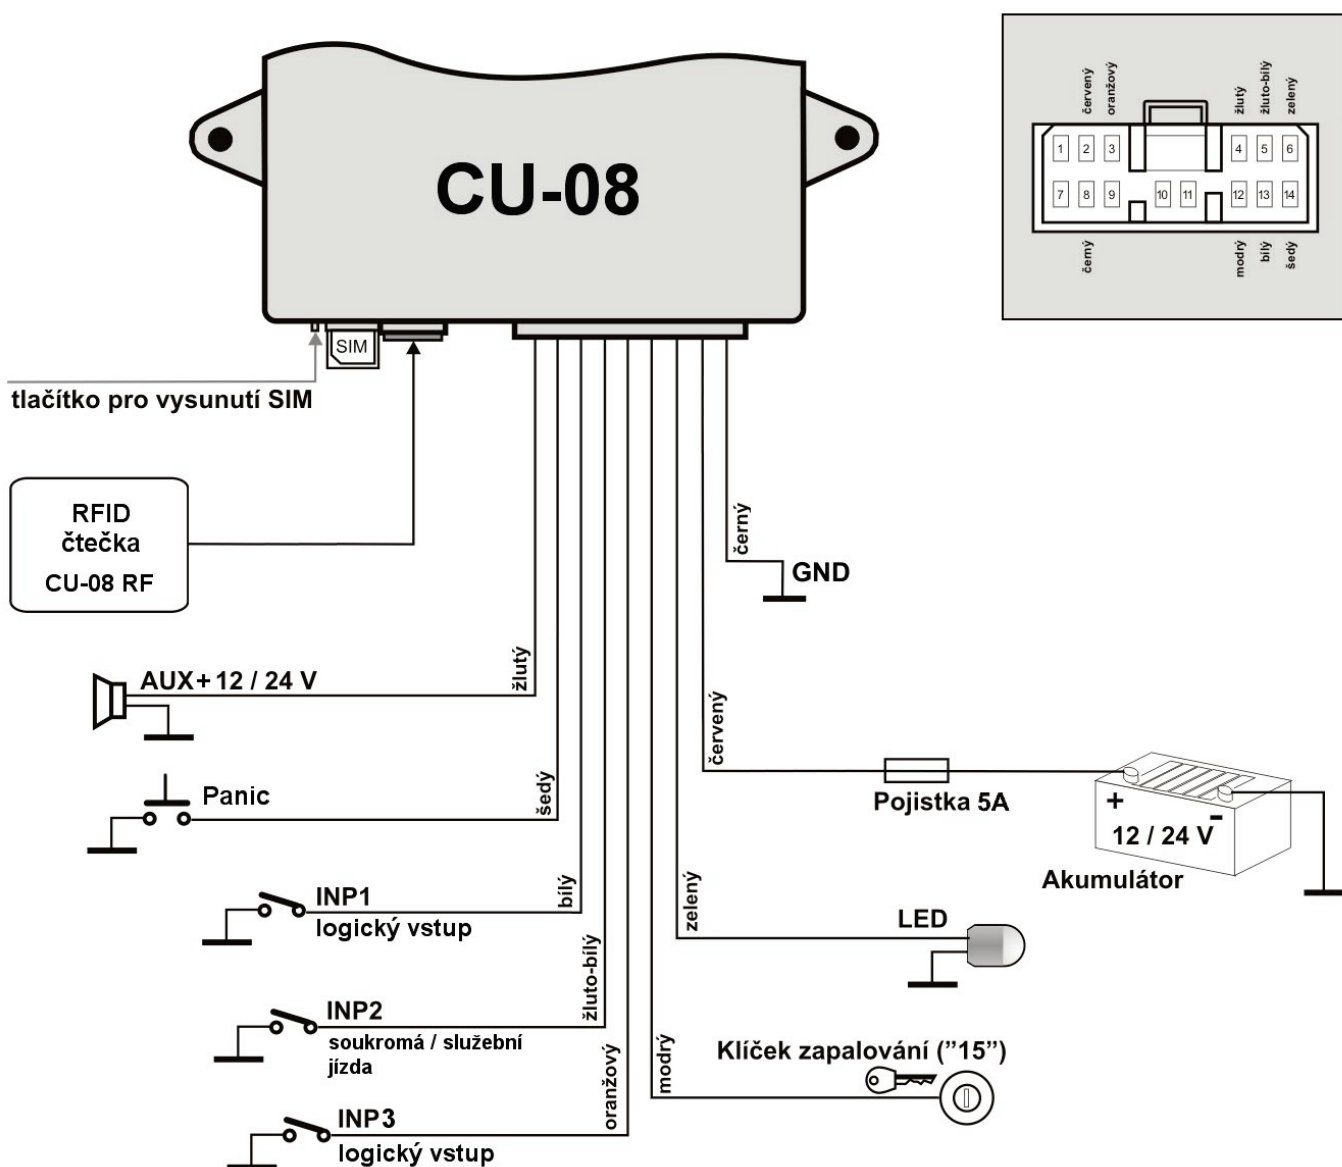 CU-08
červený
oranžový
žlutý
žluto-bílý
zelený
1
2
3
4
5
6
7
8
9
10
11
12
13
14
černý
modrý
bílý
šedý
SIM
tlačítko pro vysunutí SIM
RFID
čtečka
CU-08 RF
černý
GND
AUX+ 12 / 24 V
žlutý
červený
Pojistka 5A
+
-
12 / 24 V
Akumulátor
Panic
šedý
INP1
logický vstup
bílý
zelený
LED
INP2
soukromá / služební
jízda
žluto-bílý
modrý
Klíček zapalování (”15”)
INP3
logický vstup
oranžový